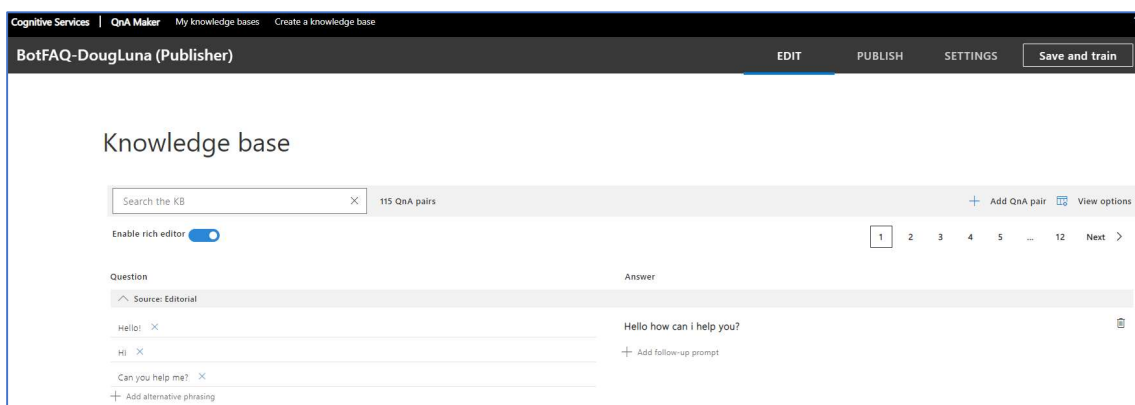 Cognitive Services | QnA Maker My knowledge bases Create a knowledge base
BotFAQ-DougLuna (Publisher) EDIT PUBLISH SETTINGS Save and train
Knowledge base
Search the KB 115 QnA pairs Add QnA pair View options
Enable rich editor 1 2 3 4 5 ... 12 Next
Question Answer
Source: Editorial
Hello! Hello how can i help you?
Hi Add follow-up prompt
Can you help me?
Add alternative phrasing